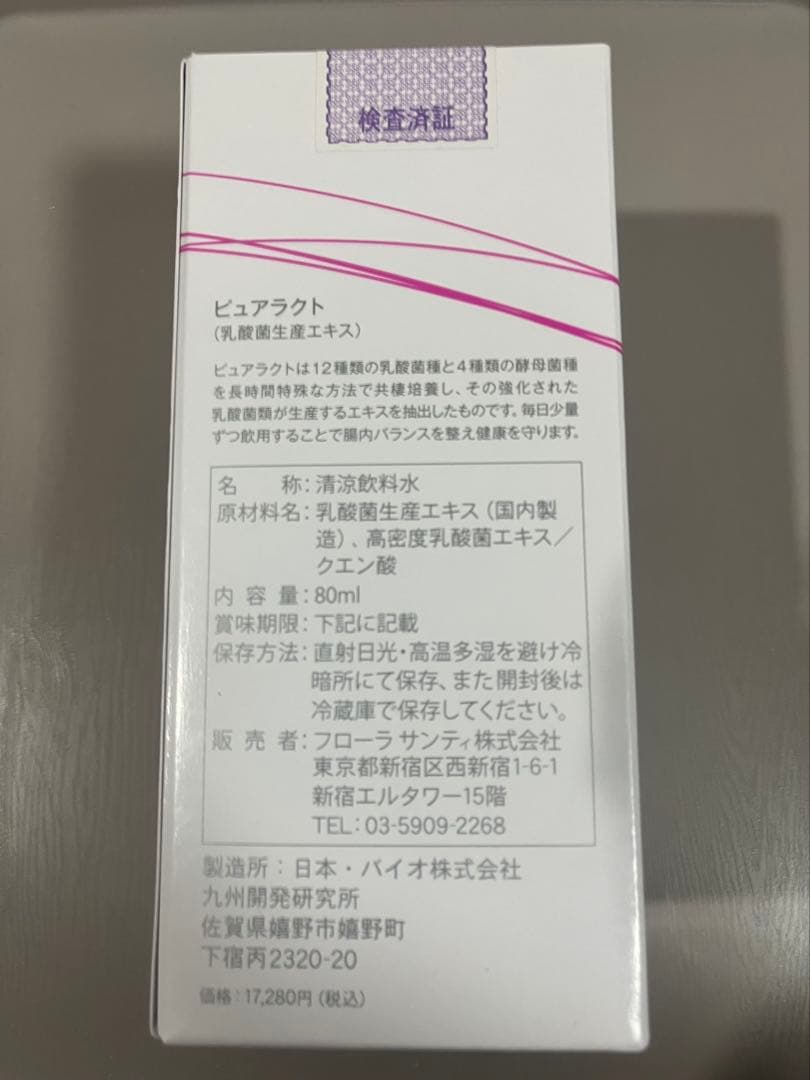 検査済証
ピュアラクト
(乳酸菌生産エキス)
ピュアラクトは12種類の乳酸菌種と4種類の酵母菌種
を長時間特殊な方法で共棲培養し、その強化された
乳酸菌類が生産するエキスを抽出したものです。毎日少量
ずつ飲用することで腸内バランスを整え健康を守ります。
名称:清涼飲料水
原材料名:乳酸菌生産エキス(国内製
造)、高密度乳酸菌エキス/
クエン酸
内容量:80ml
賞味期限:下記に記載
保存方法:直射日光・高温多湿を避け冷
暗所にて保存、また開封後は
冷蔵庫で保存してください。
販売者:フローラ サンティ株式会社
東京都新宿区西新宿1-6-1
新宿エルタワー15階
TEL:03-5909-2268
製造所:日本・バイオ株式会社
九州開発研究所
佐賀県嬉野市嬉野町
下宿丙2320-20
価格:17,280円(税込)